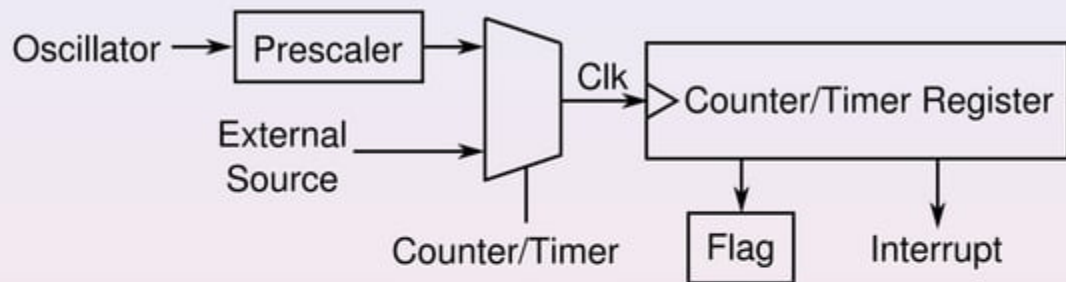 Oscillator
Prescaler
Clk
Counter/Timer Register
External
Source
Counter/Timer
Flag
Interrupt